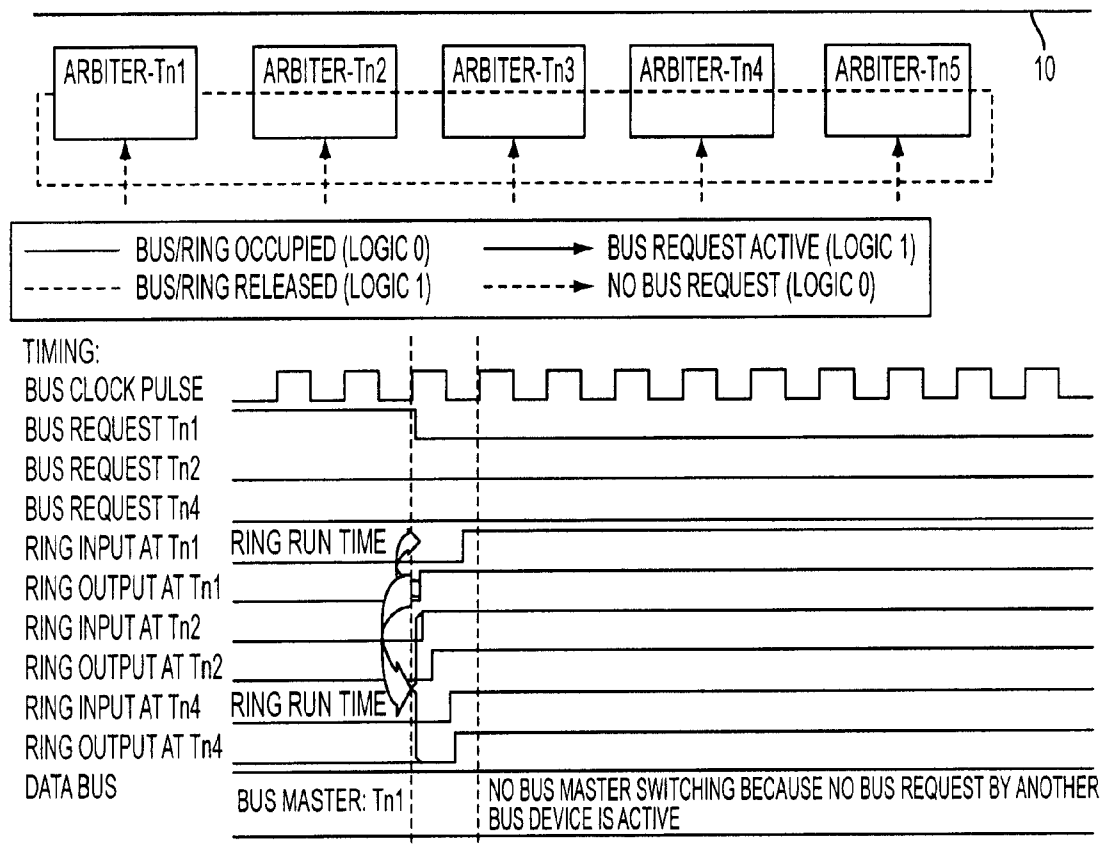 10
ARBITER-Tn1 ARBITER-Tn2 ARBITER-Tn3 ARBITER-Tn4 ARBITER-Tn5
BUS/RING OCCUPIED (LOGIC 0) BUS REQUEST ACTIVE (LOGIC 1)
BUS/RING RELEASED (LOGIC 1) NO BUS REQUEST (LOGIC 0)
TIMING:
BUS CLOCK PULSE
BUS REQUEST Tn1
BUS REQUEST Tn2
BUS REQUEST Tn4
RING INPUT AT Tn1 RING RUN TIME
RING OUTPUT AT Tn1
RING INPUT AT Tn2
RING OUTPUT AT Tn2
RING INPUT AT Tn4 RING RUN TIME
RING OUTPUT AT Tn4
DATA BUS BUS MASTER: Tn1 NO BUS MASTER SWITCHING BECAUSE NO BUS REQUEST BY ANOTHER
BUS DEVICE IS ACTIVE